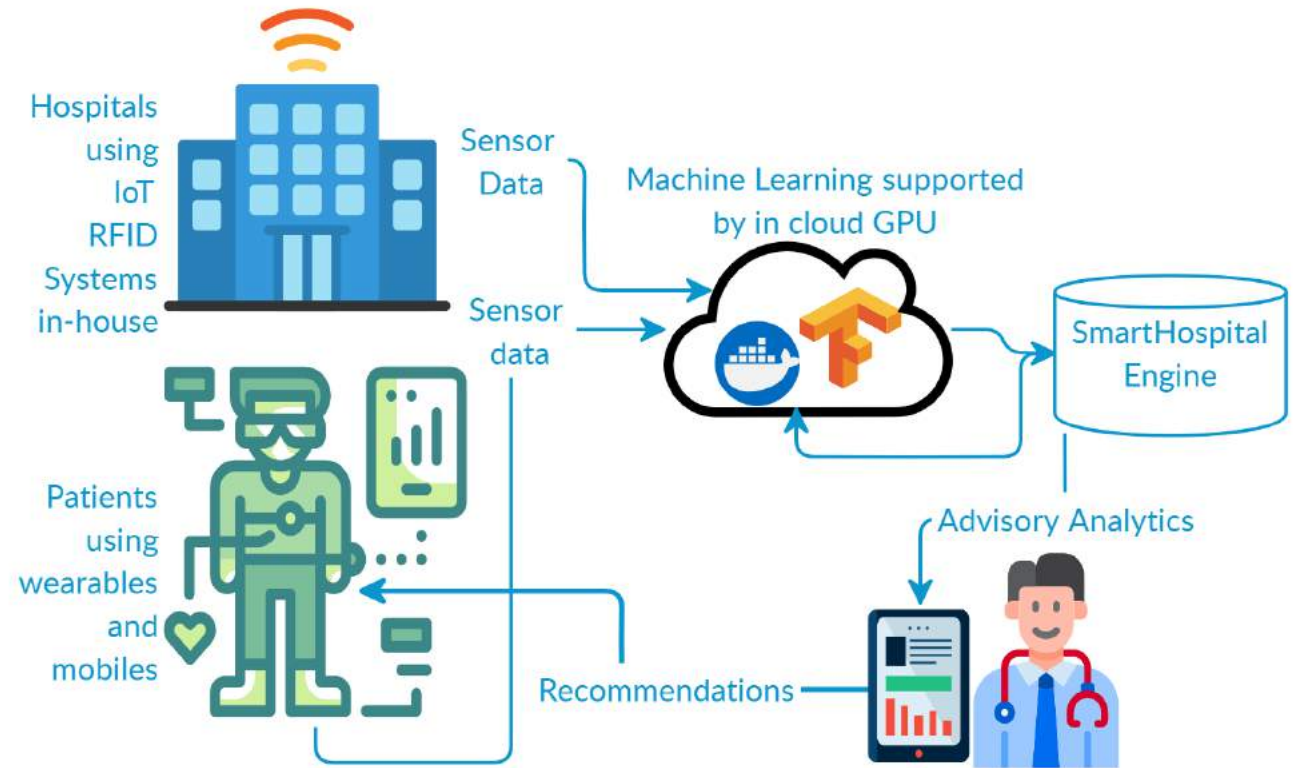 Hospitals
using
IoT
RFID
Systems
in-house
Sensor
Data
Machine Learning supported
by in cloud GPU
Sensor
data
SmartHospital
Engine
Patients
using
wearables
and
mobiles
Advisory Analytics
Recommendations